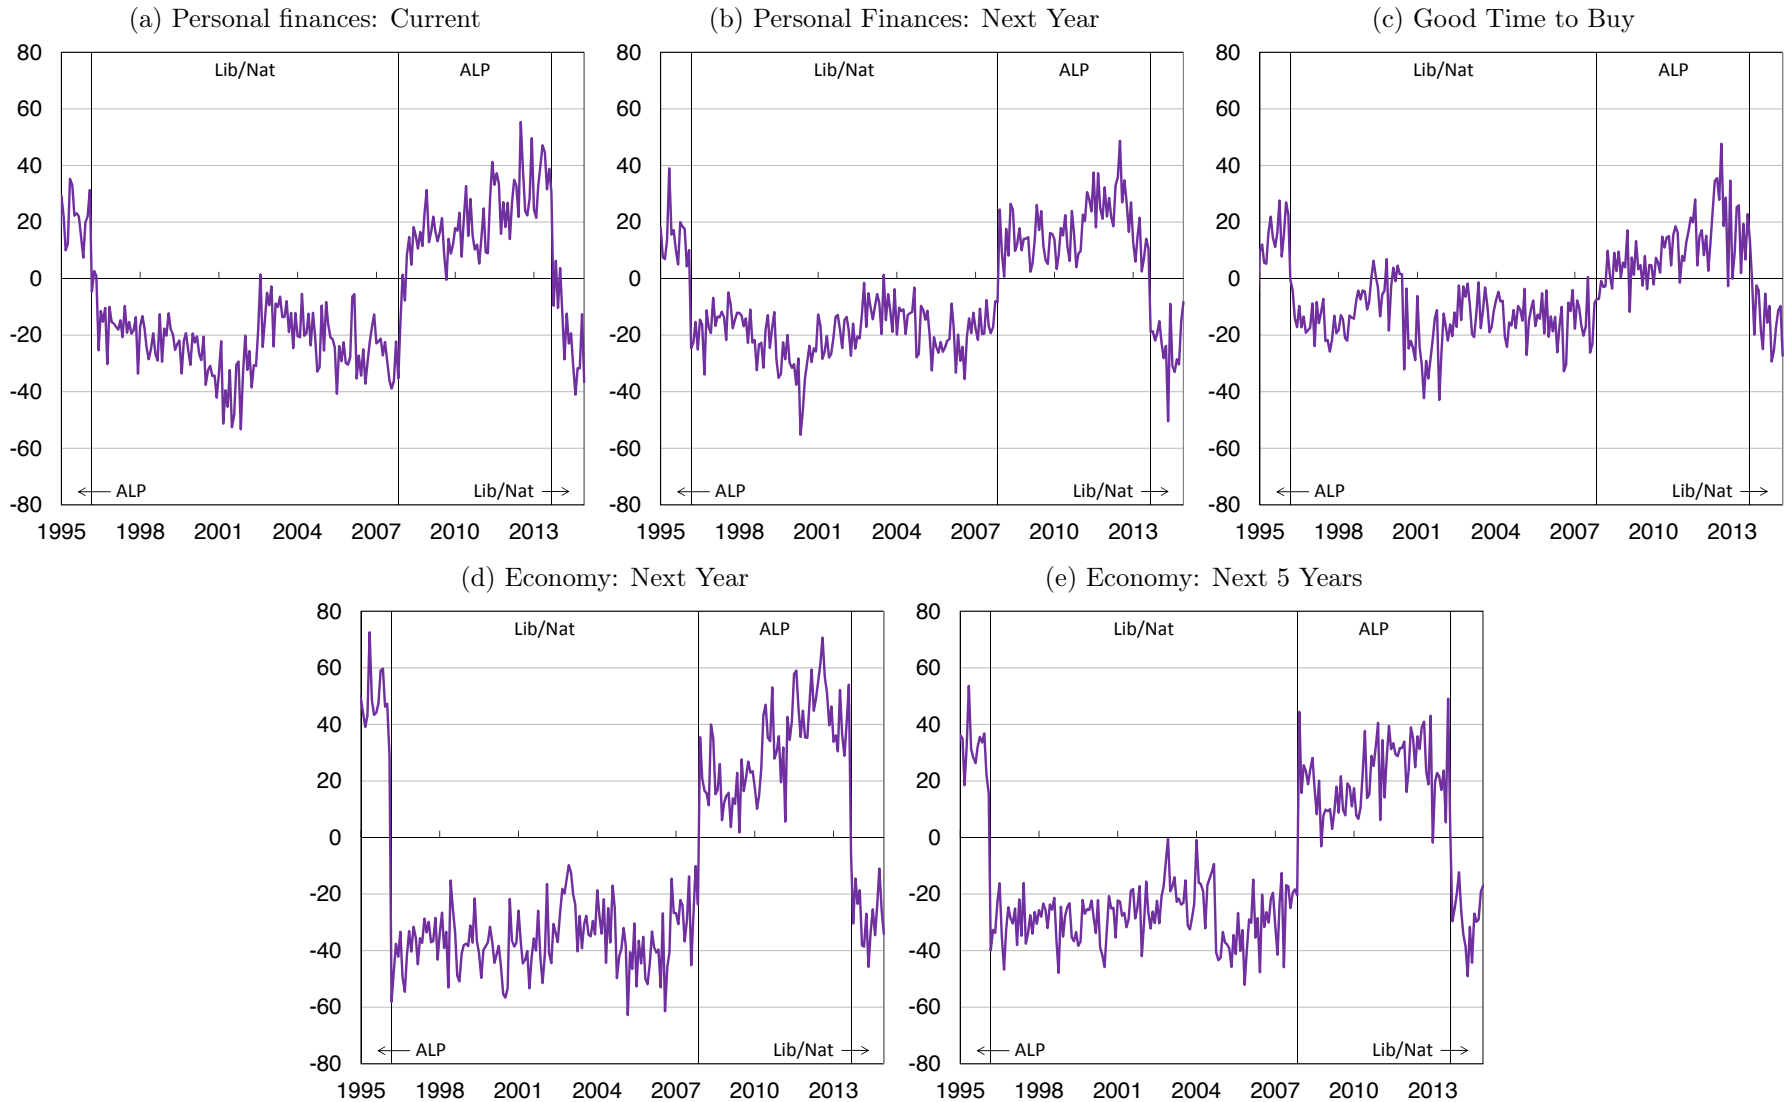 (a) Personal finances: Current
80
60
40
20
0
-20
-40
-60
-80
Lib/Nat
ALP
ALP
Lib/Nat
1995 1998 2001 2004 2007 2010 2013
(b) Personal Finances: Next Year
80
60
40
20
0
-20
-40
-60
-80
Lib/Nat
ALP
ALP
Lib/Nat
1995 1998 2001 2004 2007 2010 2013
(c) Good Time to Buy
80
60
40
20
0
-20
-40
-60
-80
Lib/Nat
ALP
ALP
Lib/Nat
1995 1998 2001 2004 2007 2010 2013
(d) Economy: Next Year
80
60
40
20
0
-20
-40
-60
-80
Lib/Nat
ALP
ALP
Lib/Nat
1995 1998 2001 2004 2007 2010 2013
(e) Economy: Next 5 Years
80
60
40
20
0
-20
-40
-60
-80
Lib/Nat
ALP
ALP
Lib/Nat
1995 1998 2001 2004 2007 2010 2013